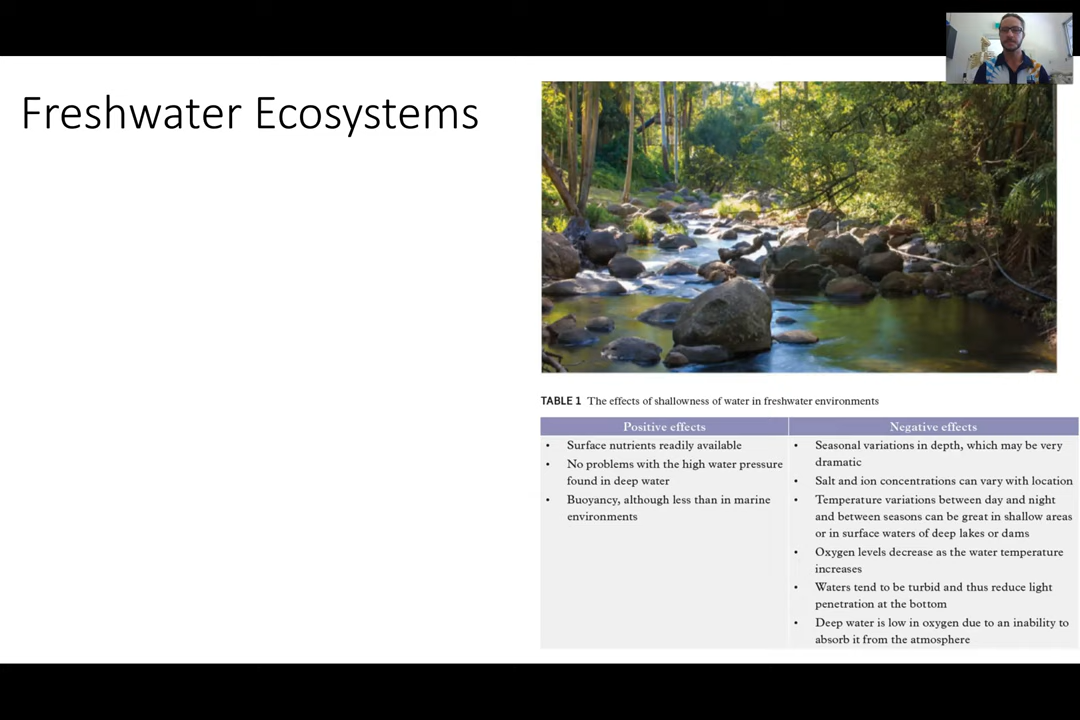 Freshwater Ecosystems
TABLE 1 The effects of shallowness of water in freshwater environments
Positive effects
• Surface nutrients readily available
• No problems with the high water pressure
found in deep water
• Buoyancy, although less than in marine
environments
Negative effects
• Seasonal variations in depth, which may be very
dramatic
• Salt and ion concentrations can vary with location
• Temperature variations between day and night
and between seasons can be great in shallow areas
or in surface waters of deep lakes or dams
• Oxygen levels decrease as the water temperature
increases
• Waters tend to be turbid and thus reduce light
penetration at the bottom
• Deep water is low in oxygen due to an inability to
absorb it from the atmosphere